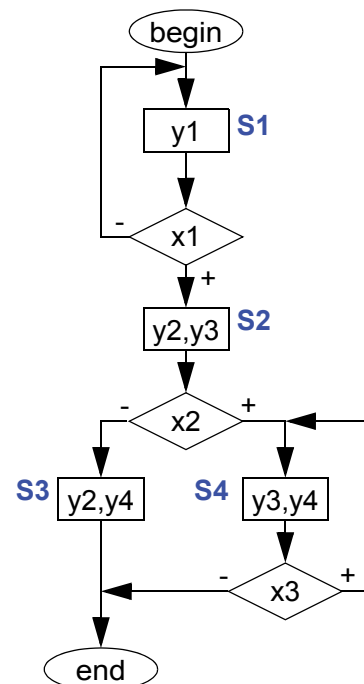 begin
y1 S1
- x1
+
y2,y3 S2
- x2 +
S3 y2,y4 S4 y3,y4
- x3 +
end